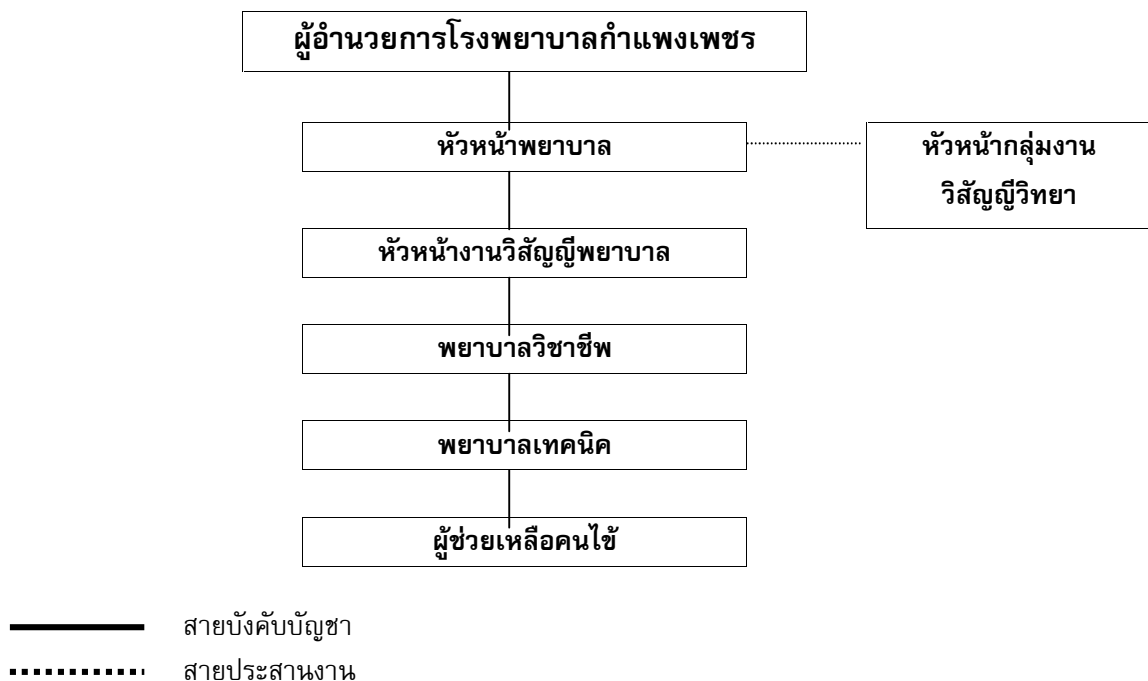 ผู้อำนวยการโรงพยาบาลกำแพงเพชร
หัวหน้าพยาบาล
หัวหน้ากลุ่มงาน
วิสัญญีวิทยา
หัวหน้างานวิสัญญีพยาบาล
พยาบาลวิชาชีพ
พยาบาลเทคนิค
ผู้ช่วยเหลือคนไข้
สายบังคับบัญชา
สายประสานงาน